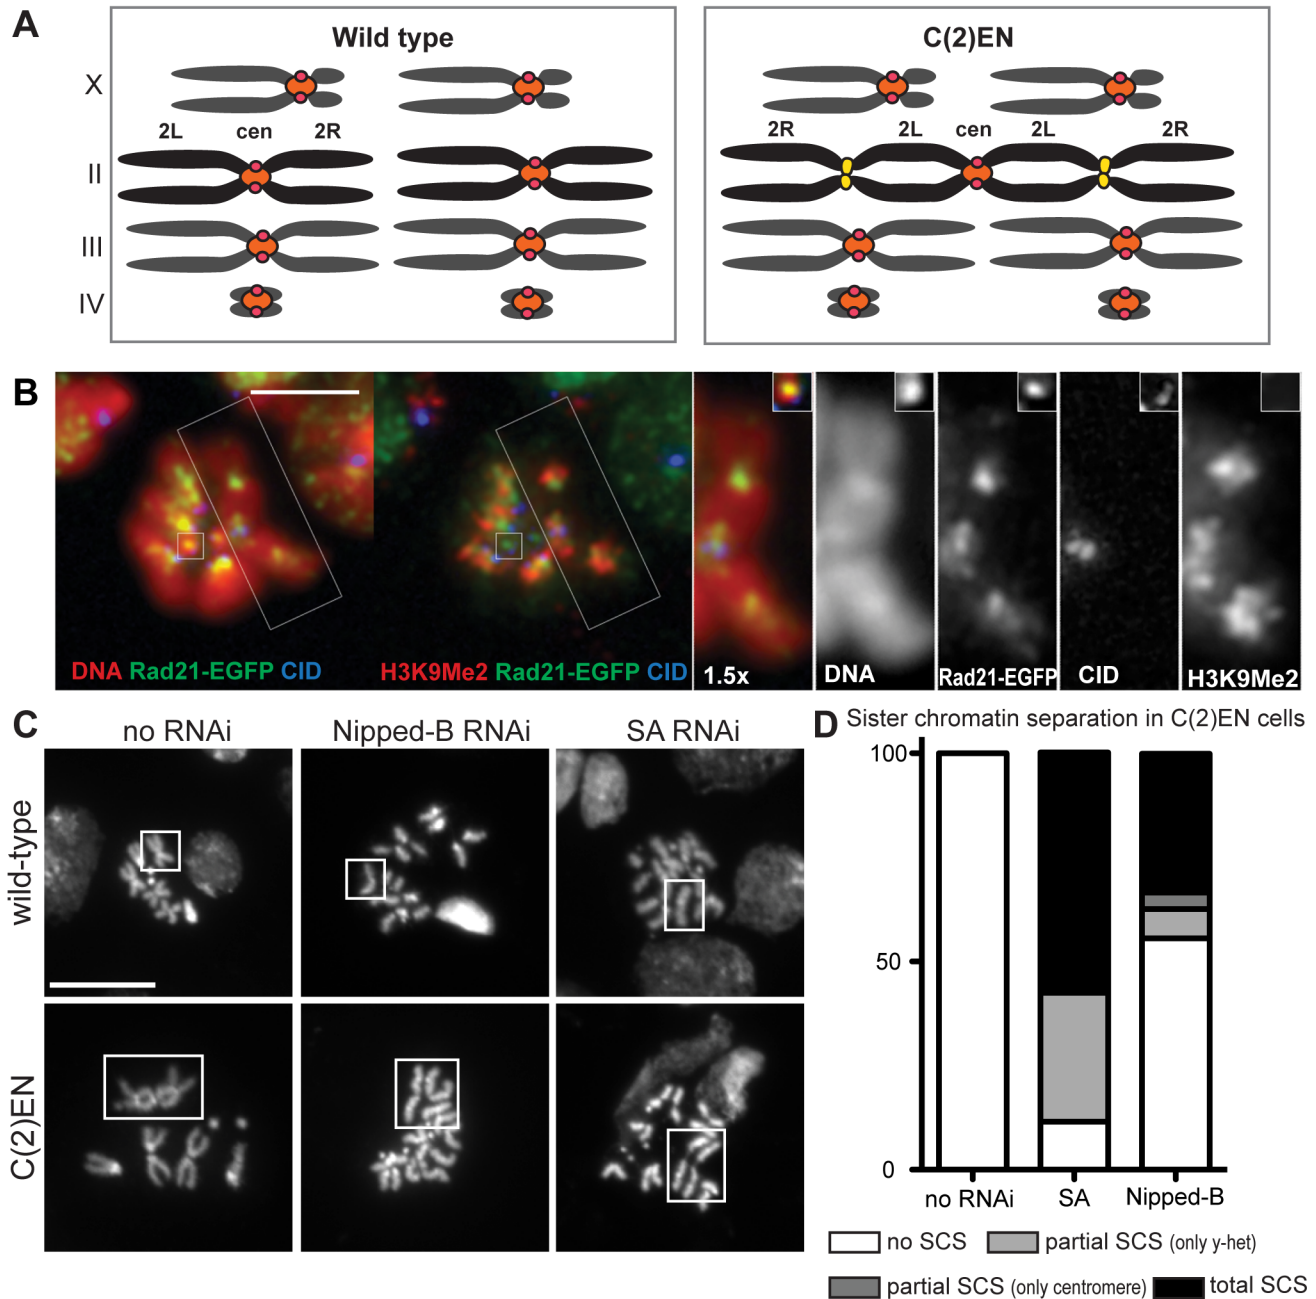 A
Wild type
C(2)EN
X
2L cen 2R
2R 2L cen 2L 2R
II
III
IV
B
DNA Rad21-EGFP CID
H3K9Me2 Rad21-EGFP CID
1.5x
DNA
Rad21-EGFP
CID
H3K9Me2
C
no RNAi
Nipped-B RNAi
SA RNAi
wild-type
C(2)EN
D
Sister chromatin separation in C(2)EN cells
100
50
0
no RNAi
SA
Nipped-B
no SCS
partial SCS (only y-het)
partial SCS (only centromere)
total SCS